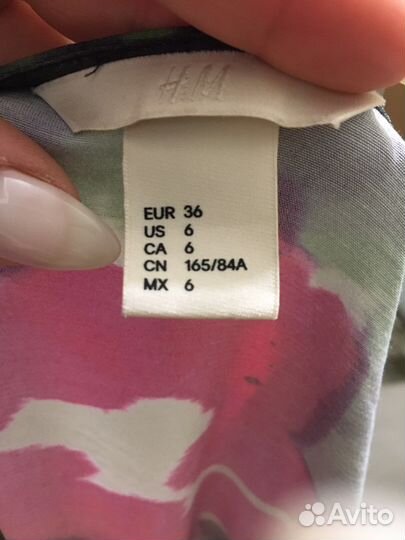 H&M
EUR 36
US 6
CA 6
CN 165/84A
MX 6
Avito